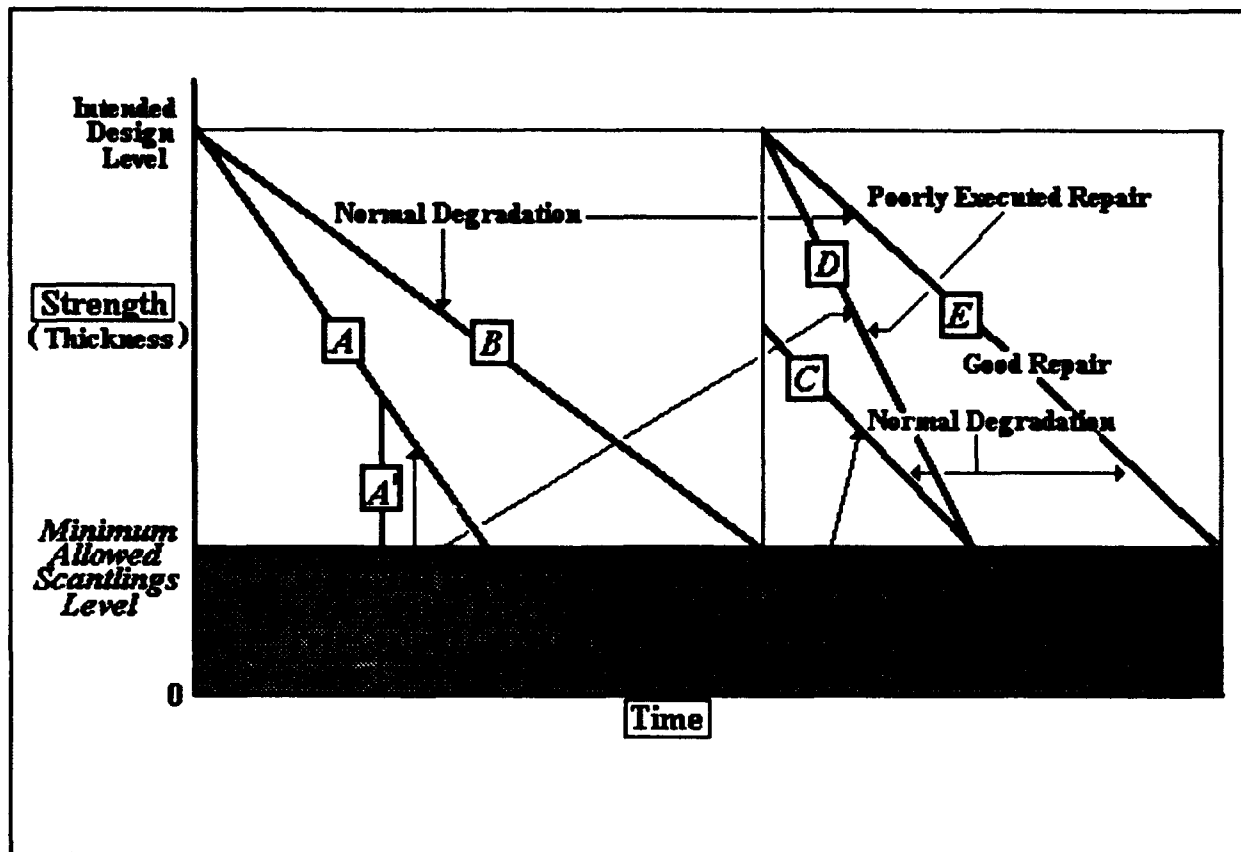 Intended
Design
Level
Normal Degradation
Poorly Executed Repair
D
Strength
(Thickness)
A
B
E
C
Good Repair
Normal Degradation
A'
Minimum
Allowed
Scantlings
Level
0
Time